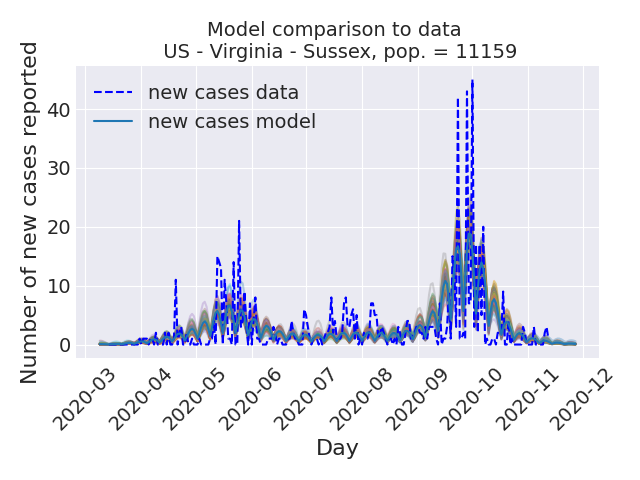 Model comparison to data
US - Virginia - Sussex, pop. = 11159
Number of new cases reported
new cases data
new cases model
40
30
20
10
0
2020-03
2020-04
2020-05
2020-06
2020-07
2020-08
2020-09
2020-10
2020-11
2020-12
Day